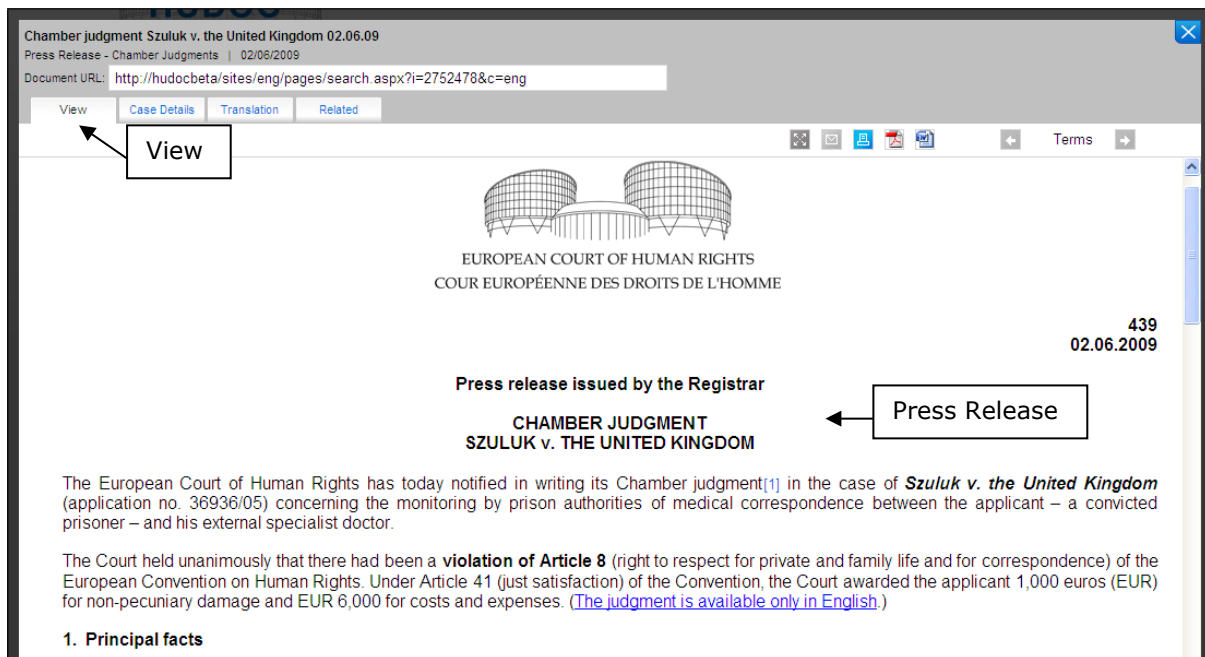 HUDOC
Chamber judgment Szuluk v. the United Kingdom 02.06.09
Press Release - Chamber Judgments | 02/06/2009
Document URL: http://hudocbeta/sites/eng/pages/search.aspx?i=2752478&c=eng
View Case Details Translation Related
View
Terms
EUROPEAN COURT OF HUMAN RIGHTS
COUR EUROPÉENNE DES DROITS DE L'HOMME
439
02.06.2009
Press release issued by the Registrar
Press Release
CHAMBER JUDGMENT
SZULUK v. THE UNITED KINGDOM
The European Court of Human Rights has today notified in writing its Chamber judgment[1] in the case of Szuluk v. the United Kingdom
(application no. 36936/05) concerning the monitoring by prison authorities of medical correspondence between the applicant – a convicted
prisoner – and his external specialist doctor.
The Court held unanimously that there had been a violation of Article 8 (right to respect for private and family life and for correspondence) of the
European Convention on Human Rights. Under Article 41 (just satisfaction) of the Convention, the Court awarded the applicant 1,000 euros (EUR)
for non-pecuniary damage and EUR 6,000 for costs and expenses. (The judgment is available only in English.)
1. Principal facts